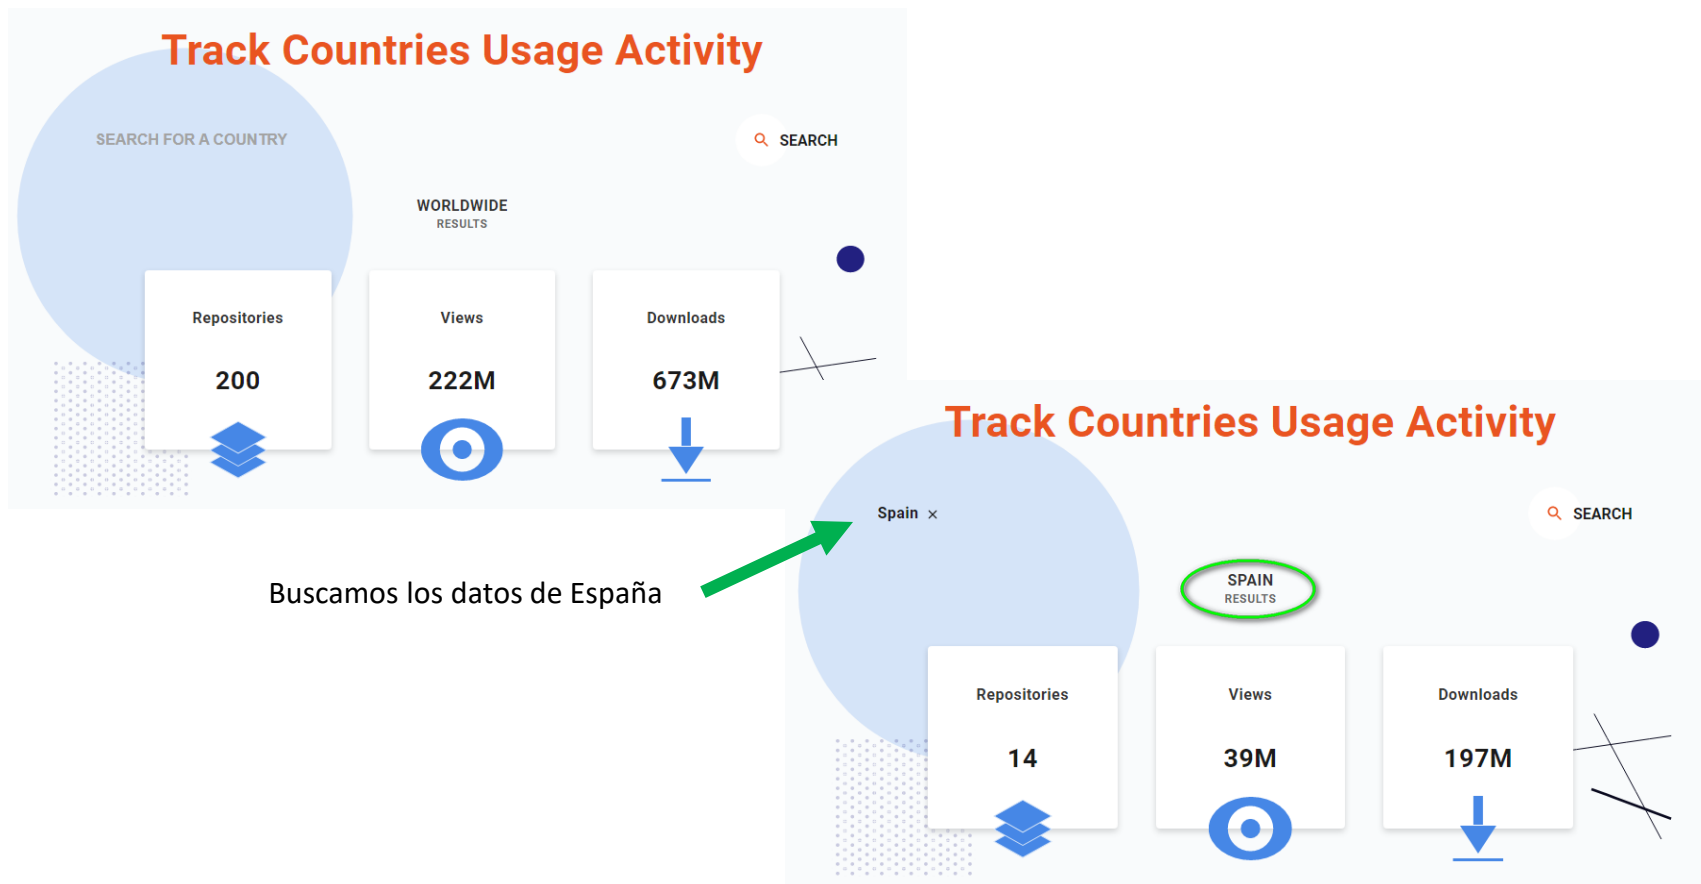 Track Countries Usage Activity
SEARCH FOR A COUNTRY
SEARCH
WORLDWIDE
RESULTS
Repositories
200
Views
222M
Downloads
673M
Buscamos los datos de España
Track Countries Usage Activity
Spain ×
SEARCH
SPAIN
RESULTS
Repositories
14
Views
39M
Downloads
197M